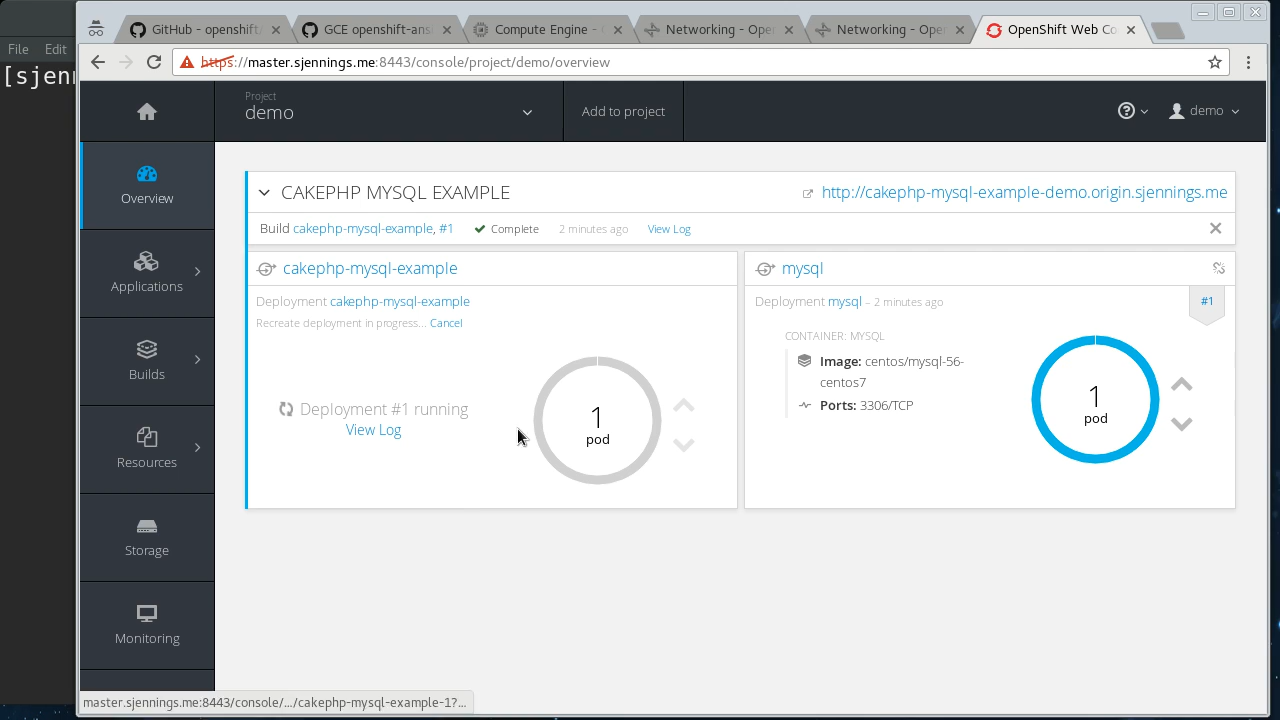 GitHub - openshift
GCE openshift-ans
Compute Engine -
Networking - Ope
Networking - Ope
OpenShift Web Co
File Edit
[sjenn
https://master.sjennings.me:8443/console/project/demo/overview
Project
demo
Add to project
demo
Overview
Applications
Builds
Resources
Storage
Monitoring
CAKEPHP MYSQL EXAMPLE
http://cakephp-mysql-example-demo.origin.sjennings.me
Build cakephp-mysql-example, #1
Complete
2 minutes ago
View Log
cakephp-mysql-example
Deployment cakephp-mysql-example
Recreate deployment in progress... Cancel
Deployment #1 running
View Log
1
pod
mysql
Deployment mysql - 2 minutes ago
#1
CONTAINER: MYSQL
Image: centos/mysql-56-
centos7
Ports: 3306/TCP
1
pod
master.sjennings.me:8443/console/.../cakephp-mysql-example-1?...